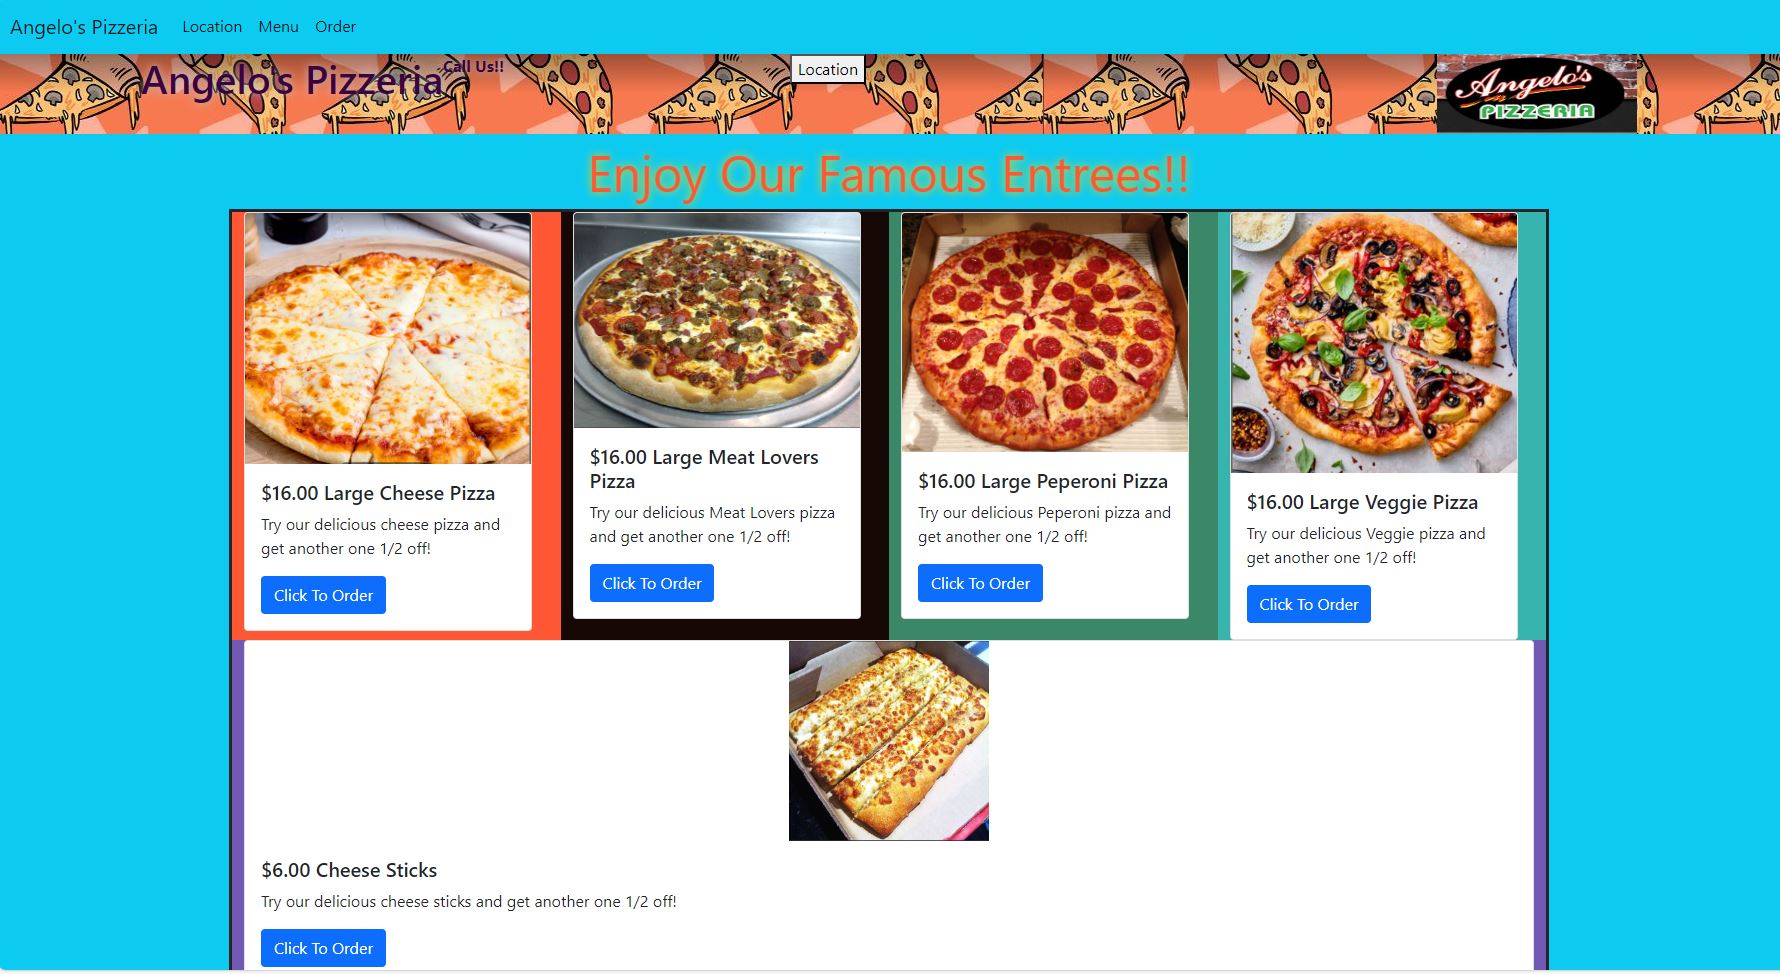 Angelo's Pizzeria Location Menu Order
Angelo's Pizzeria Call Us!! Location
Angelo's
PIZZERIA
Enjoy Our Famous Entrees!!
$16.00 Large Cheese Pizza
Try our delicious cheese pizza and
get another one 1/2 off!
Click To Order
$16.00 Large Meat Lovers
Pizza
Try our delicious Meat Lovers pizza
and get another one 1/2 off!
Click To Order
$16.00 Large Peperoni Pizza
Try our delicious Peperoni pizza and
get another one 1/2 off!
Click To Order
$16.00 Large Veggie Pizza
Try our delicious Veggie pizza and
get another one 1/2 off!
Click To Order
$6.00 Cheese Sticks
Try our delicious cheese sticks and get another one 1/2 off!
Click To Order